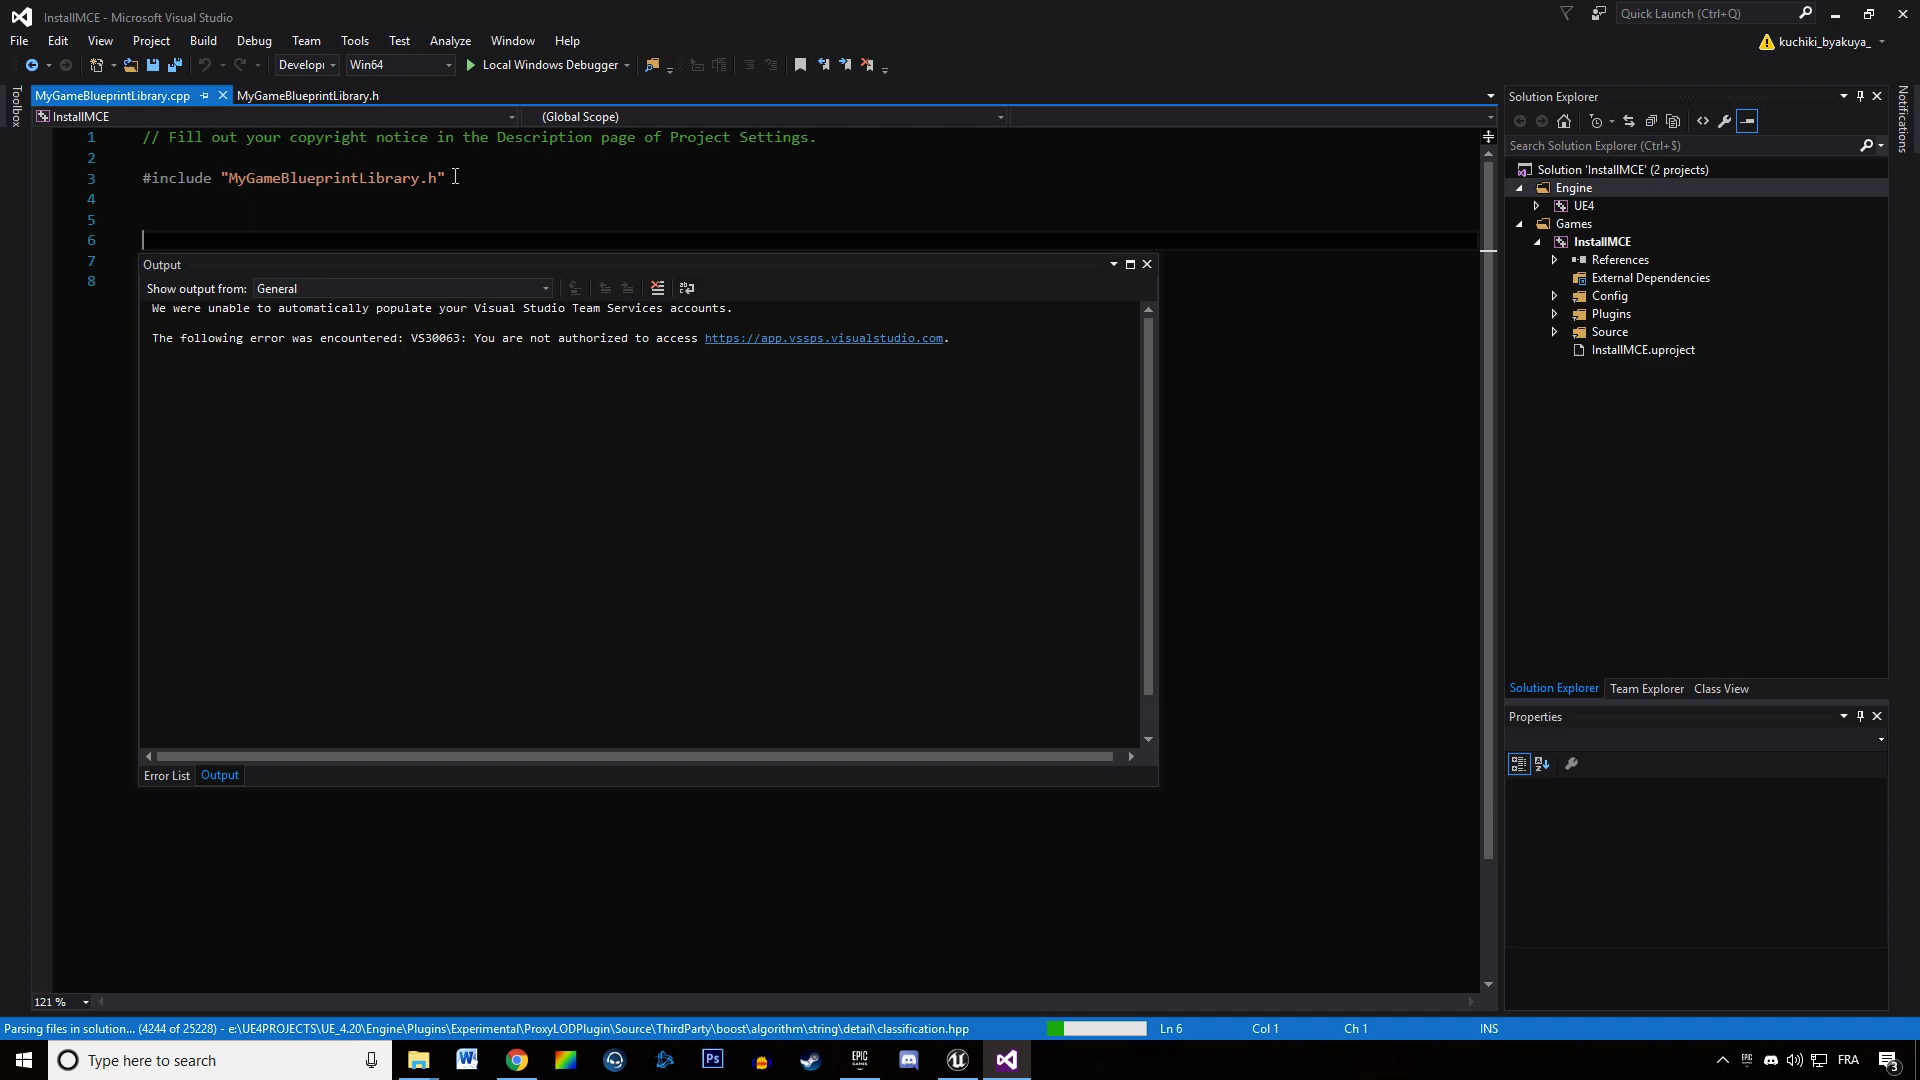 InstallMCE - Microsoft Visual Studio
Quick Launch (Ctrl+Q)
File Edit View Project Build Debug Team Tools Test Analyze Window Help
kuchiki_byakuya_
Develop Win64 Local Windows Debugger
Toolbox
MyGameBlueprintLibrary.cpp MyGameBlueprintLibrary.h
InstallMCE (Global Scope)
1 // Fill out your copyright notice in the Description page of Project Settings.
2
3 #include "MyGameBlueprintLibrary.h"
4
5
6
7
8
Output
Show output from: General
We were unable to automatically populate your Visual Studio Team Services accounts.
The following error was encountered: VS30063: You are not authorized to access https://app.vssps.visualstudio.com.
Error List Output
Solution Explorer
Notifications
Search Solution Explorer (Ctrl+$)
Solution 'InstallMCE' (2 projects)
Engine
UE4
Games
InstallMCE
References
External Dependencies
Config
Plugins
Source
InstallMCE.uproject
Solution Explorer Team Explorer Class View
Properties
121 %
Parsing files in solution... (4244 of 25228) - e:\UE4PROJECTS\UE_4.20\Engine\Plugins\Experimental\ProxyLODPlugin\Source\ThirdParty\boost\algorithm\string\detail\classification.hpp Ln 6 Col 1 Ch 1 INS
Type here to search
Ps
EPIC
GAMES
FRA
3